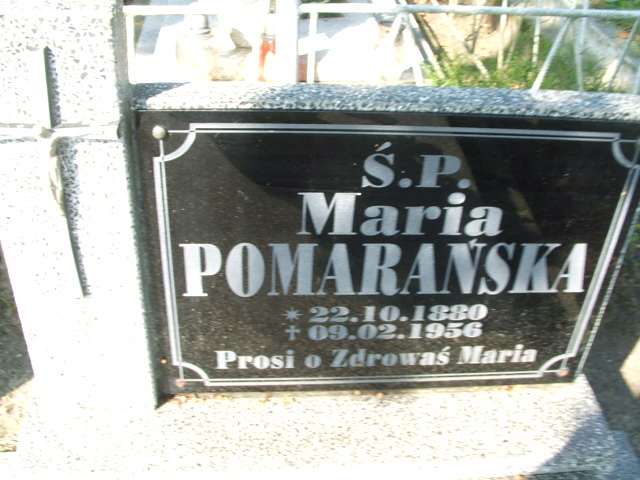 Ś.P.
Maria
POMARAŃSKA
* 22.10.1880
† 09.02.1956
Prosi o Zdrowaś Maria